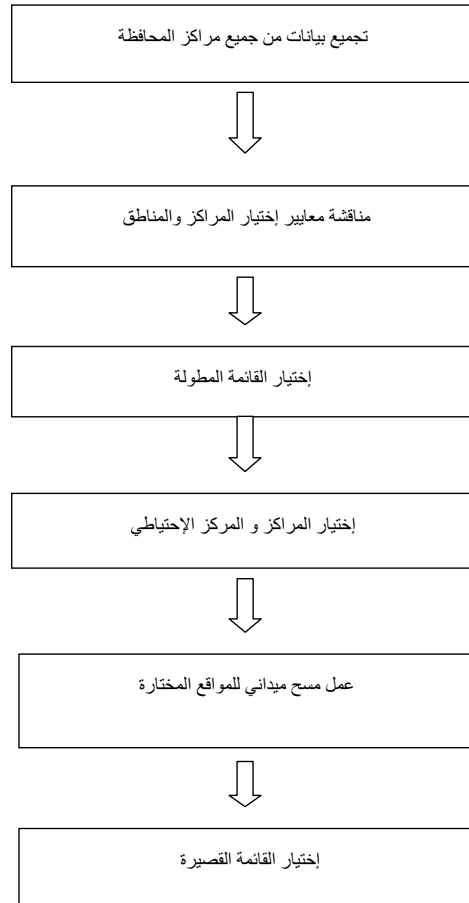 تجميع بيانات من جميع مراكز المحافظة
مناقشة معايير إختيار المراكز والمناطق
إختيار القائمة المطولة
إختيار المراكز و المركز الإحتياطي
عمل مسح ميداني للمواقع المختارة
إختيار القائمة القصيرة